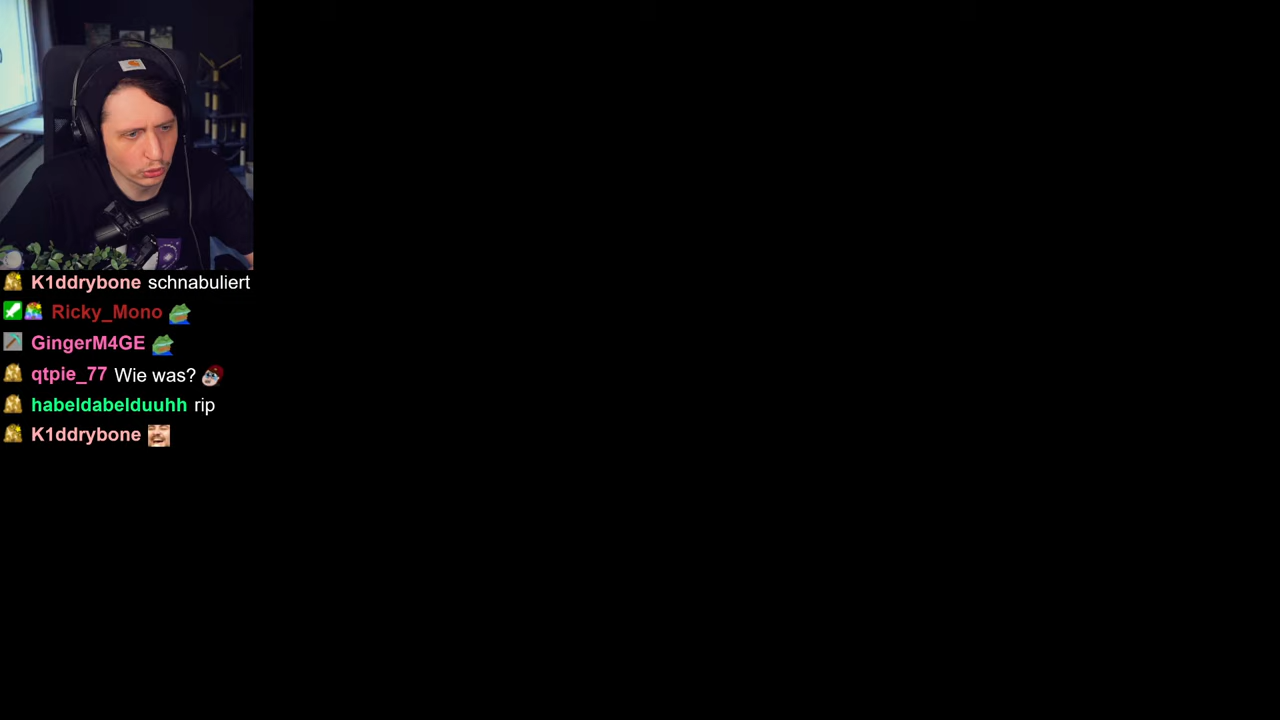 K1ddrybone schnabuliert
Ricky_Mono
GingerM4GE
qtpie_77 Wie was?
habeldabelduuhh rip
K1ddrybone